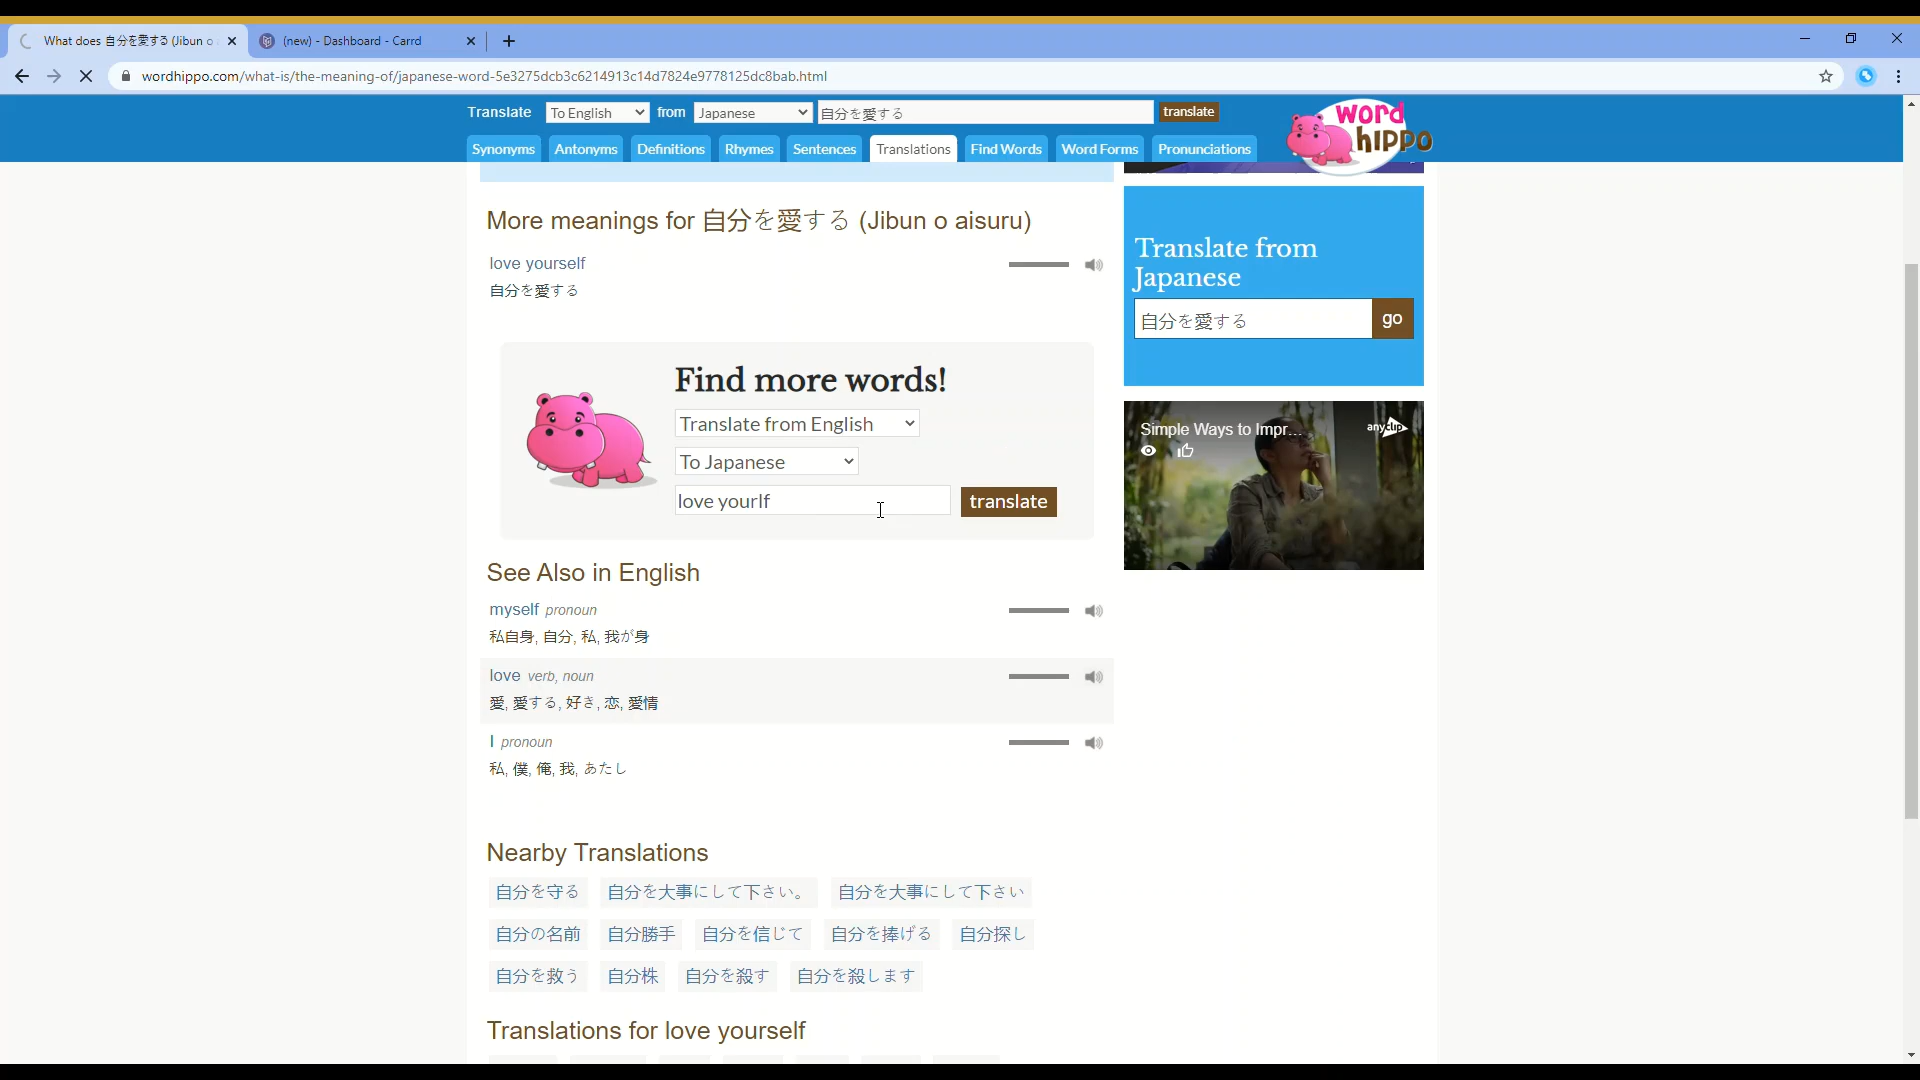 What does 自分を愛する (Jibun o
(new) - Dashboard - Carrd
wordhippo.com/what-is/the-meaning-of/japanese-word-5e3275dcb3c6214913c14d7824e9778125dc8bab.html
Translate To English from Japanese 自分を愛する translate
word hippo
Synonyms Antonyms Definitions Rhymes Sentences Translations Find Words Word Forms Pronunciations
More meanings for 自分を愛する (Jibun o aisuru)
love yourself
自分を愛する
Find more words!
Translate from English
To Japanese
love yourlf translate
See Also in English
myself pronoun
私自身, 自分, 私, 我が身
love verb, noun
愛, 愛する, 好き, 恋, 愛情
I pronoun
私, 僕, 俺, 我, あたし
Nearby Translations
自分を守る 自分を大事にして下さい。 自分を大事にして下さい
自分の名前 自分勝手 自分を信じて 自分を捧げる 自分探し
自分を救う 自分株 自分を殺す 自分を殺します
Translations for love yourself
Translate from
Japanese
自分を愛する go
Simple Ways to Impr...
anyclip